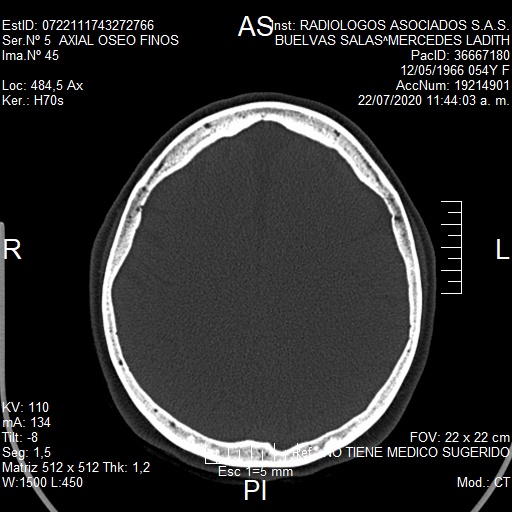 EstID: 0722111743272766
Ser.Nº 5 AXIAL OSEO FINOS
Ima.Nº 45
Loc: 484,5 Ax
Ker.: H70s
AS
Inst: RADIOLOGOS ASOCIADOS S.A.S.
BUELVAS SALAS^MERCEDES LADITH
PacID: 36667180
12/05/1966 054Y F
AccNum: 19214901
22/07/2020 11:44:03 a. m.
R
L
KV: 110
mA: 134
Tilt: -8
Seg: 1,5
Matriz 512 x 512 Thk: 1,2
W:1500 L:450
Esc 1=5 mm
PI
FOV: 22 x 22 cm
Ref: NO TIENE MEDICO SUGERIDO
Mod.: CT